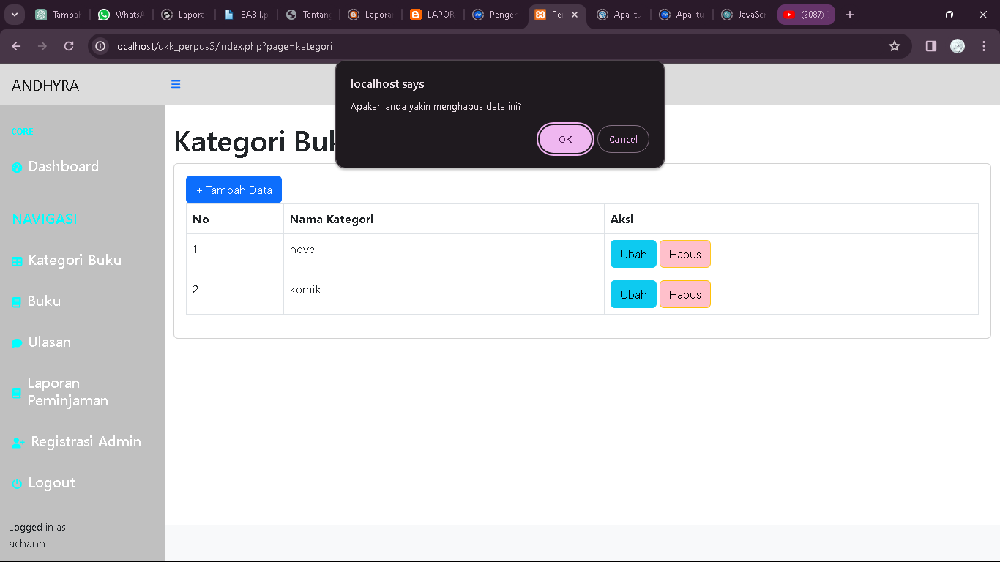 Tambah
WhatsA
Lapora
BAB I.p
Tentang
Lapora
LAPOR
Penger
Pe
Apa Itu
Apa itu
JavaScr
(2087)
localhost/ukk_perpus3/index.php?page=kategori
ANDHYRA
localhost says
Apakah anda yakin menghapus data ini?
OK
Cancel
CORE
Dashboard
NAVIGASI
Kategori Buku
Buku
Ulasan
Laporan
Peminjaman
Registrasi Admin
Logout
Logged in as:
achann
Kategori Buk
+ Tambah Data
No Nama Kategori Aksi
1 novel Ubah Hapus
2 komik Ubah Hapus